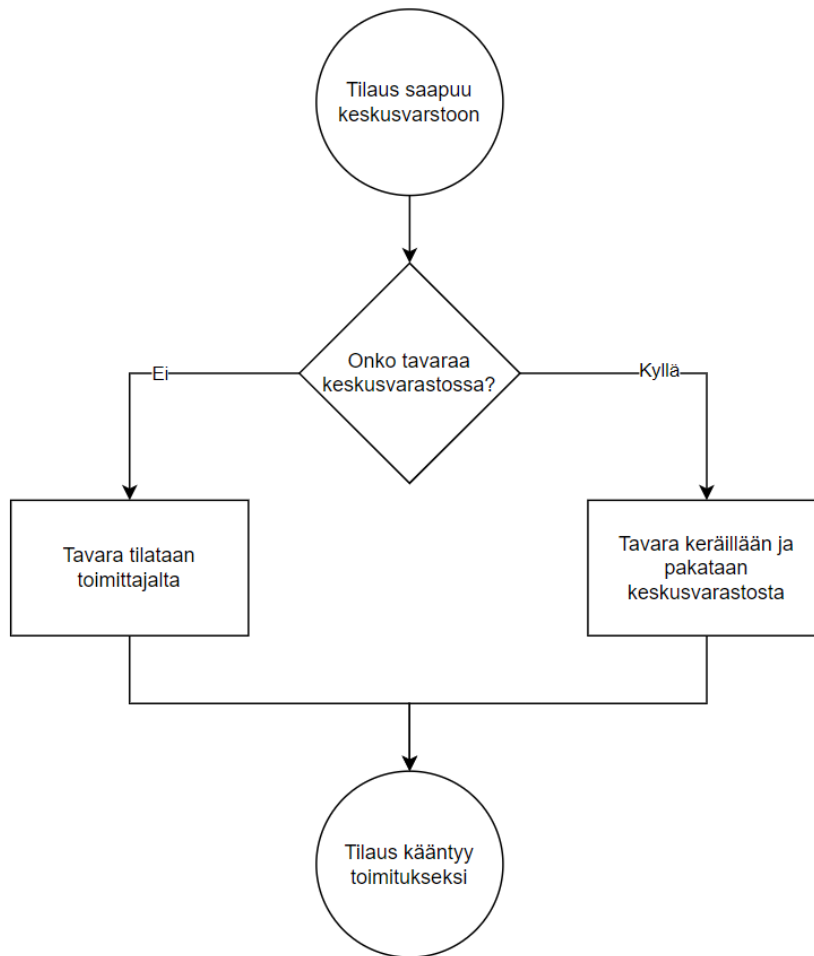 Tilaus saapuu
keskusvarstoon
Onko tavaraa
keskusvarastossa?
Ei
Kyllä
Tavara tilataan
toimittajalta
Tavara keräillään ja
pakataan
keskusvarastosta
Tilaus kääntyy
toimitukseksi